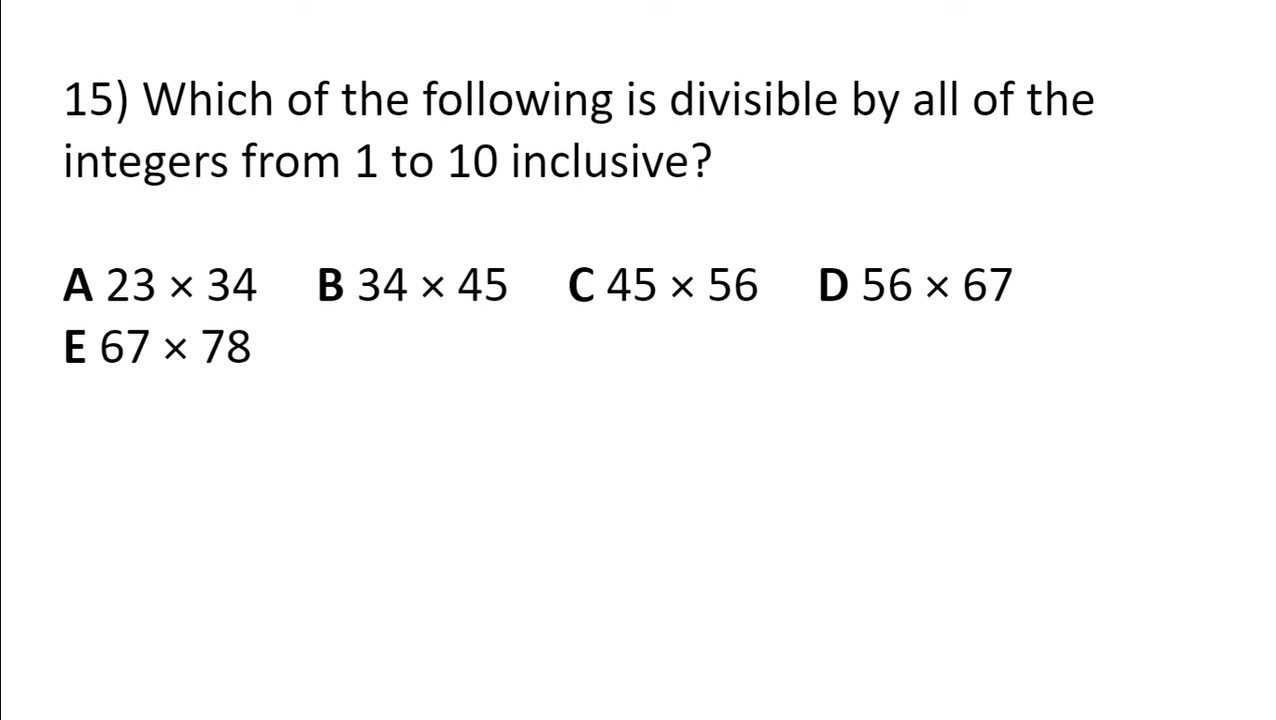 15) Which of the following is divisible by all of the
integers from 1 to 10 inclusive?
A 23 × 34 B 34 × 45 C 45 × 56 D 56 × 67
E 67 × 78